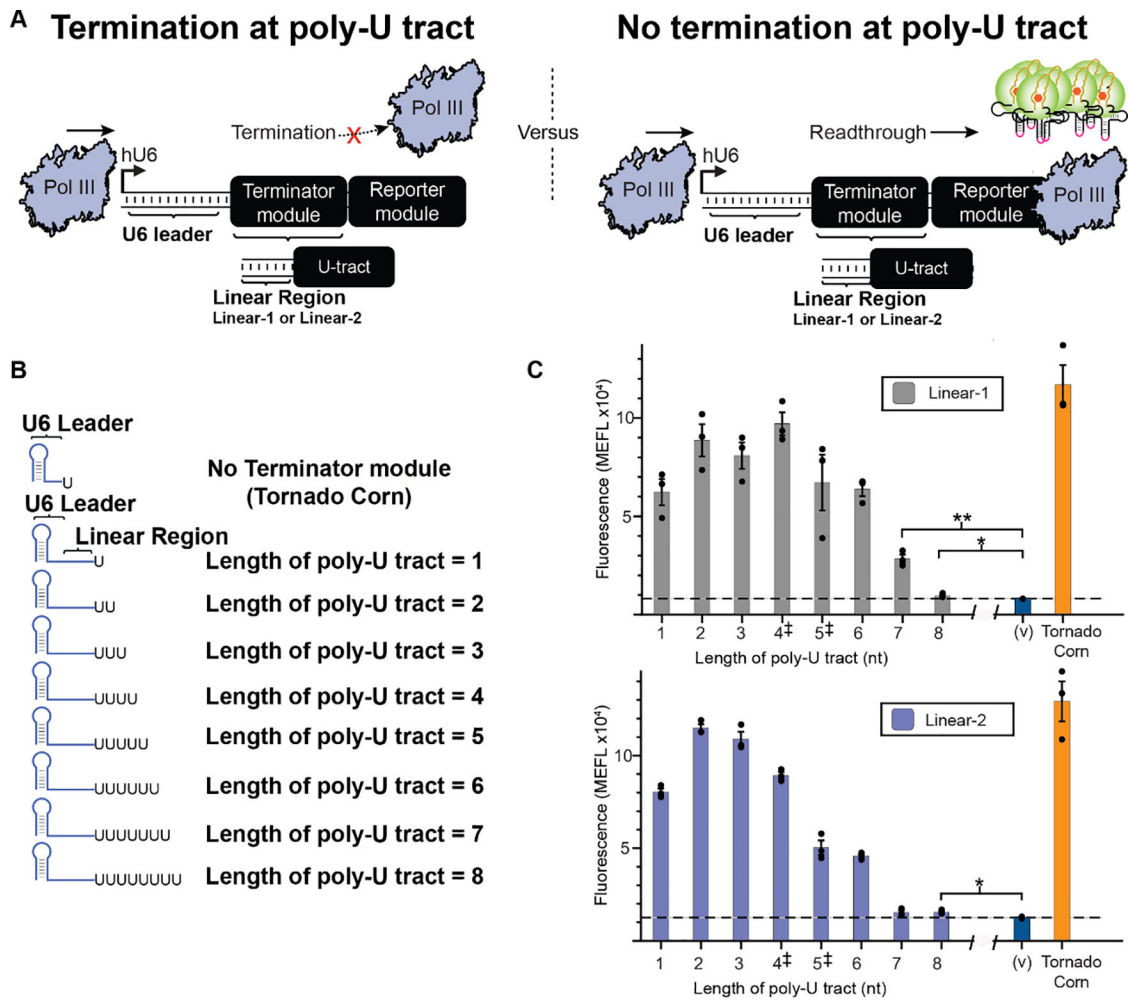 A
Termination at poly-U tract
No termination at poly-U tract
Pol III
Termination
X
Versus
Readthrough
hU6
Pol III
Terminator module
Reporter module
U6 leader
U-tract
Linear Region
Linear-1 or Linear-2
hU6
Pol III
Terminator module
Reporter module
Pol III
U6 leader
U-tract
Linear Region
Linear-1 or Linear-2
B
U6 Leader
U
No Terminator module
(Tornado Corn)
U6 Leader
Linear Region
U
Length of poly-U tract = 1
UU
Length of poly-U tract = 2
UUU
Length of poly-U tract = 3
UUUU
Length of poly-U tract = 4
UUUUU
Length of poly-U tract = 5
UUUUUU
Length of poly-U tract = 6
UUUUUUU
Length of poly-U tract = 7
UUUUUUUU
Length of poly-U tract = 8
C
Fluorescence (MEFL x10⁴)
10
5
Linear-1
**
*
1 2 3 4‡ 5‡ 6 7 8 (v) Tornado
Corn
Length of poly-U tract (nt)
Fluorescence (MEFL x10⁴)
10
5
Linear-2
*
1 2 3 4‡ 5‡ 6 7 8 (v) Tornado
Corn
Length of poly-U tract (nt)